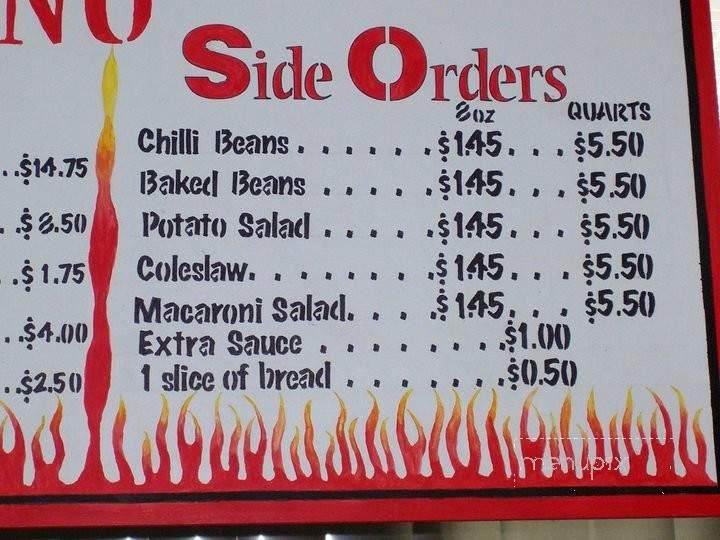 NO
Side Orders
8oz QUARTS
Chilli Beans . . . . . . $1.45. . . . $5.50
Baked Beans . . . . . . $1.45. . . . $5.50
Potato Salad . . . . . $1.45. . . . $5.50
Coleslaw. . . . . . . . $1.45. . . . $5.50
Macaroni Salad. . . . $1.45. . . . $5.50
Extra Sauce . . . . . . . . $1.00
1 slice of bread . . . . . . . $0.50
. .$14.75
. .$8.50
. . .$1.75
. . .$4.00
. . .$2.50
menupix